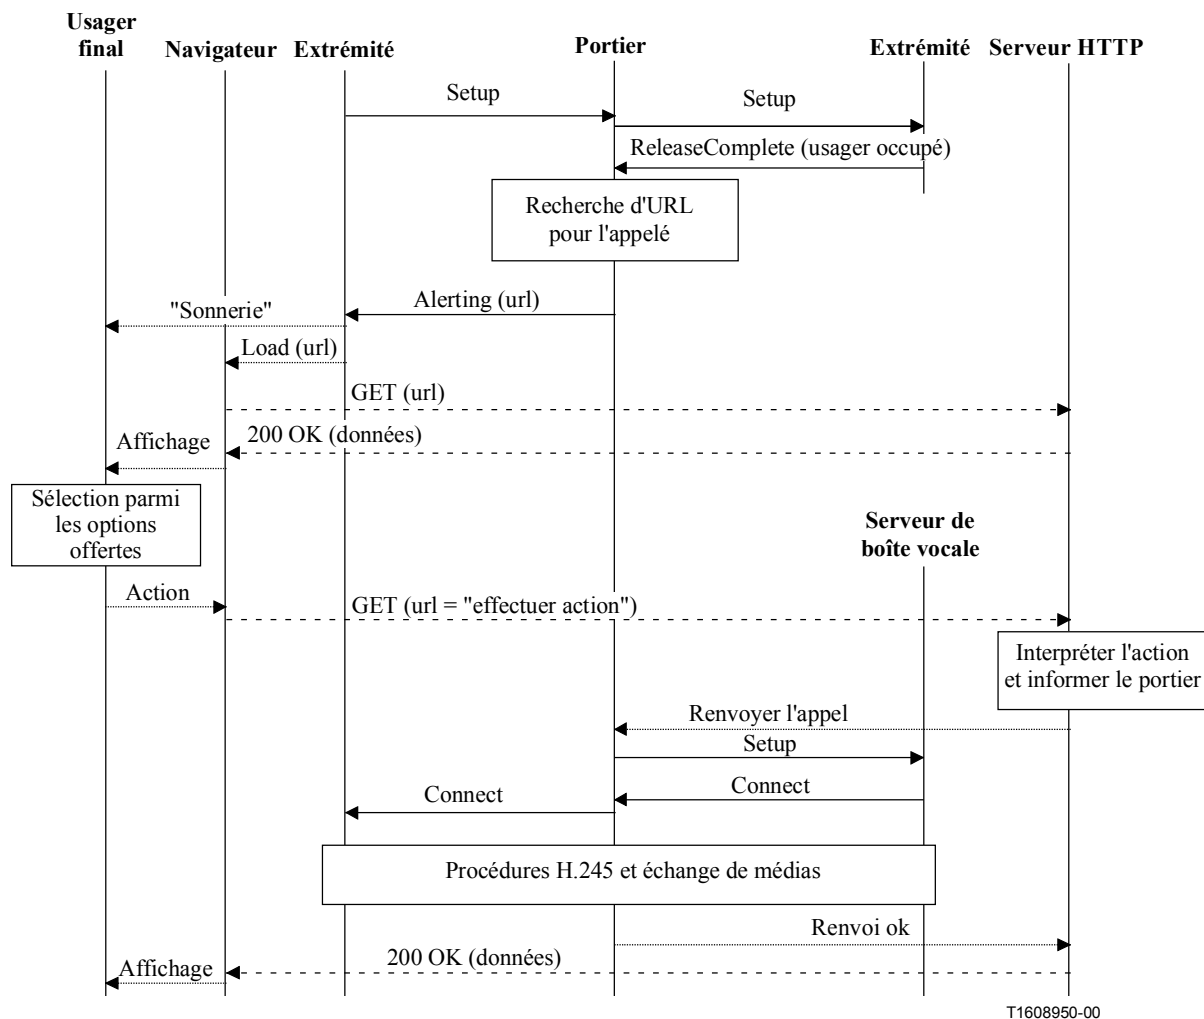 Usager
final
Navigateur
Extrémité
Portier
Extrémité
Serveur HTTP
Setup
Setup
ReleaseComplete (usager occupé)
Recherche d'URL
pour l'appelé
Alerting (url)
"Sonnerie"
Load (url)
GET (url)
200 OK (données)
Affichage
Sélection parmi
les options
offertes
Serveur de
boîte vocale
Action
GET (url = "effectuer action")
Interpréter l'action
et informer le portier
Renvoyer l'appel
Setup
Connect
Connect
Procédures H.245 et échange de médias
Renvoi ok
200 OK (données)
Affichage
T1608950-00